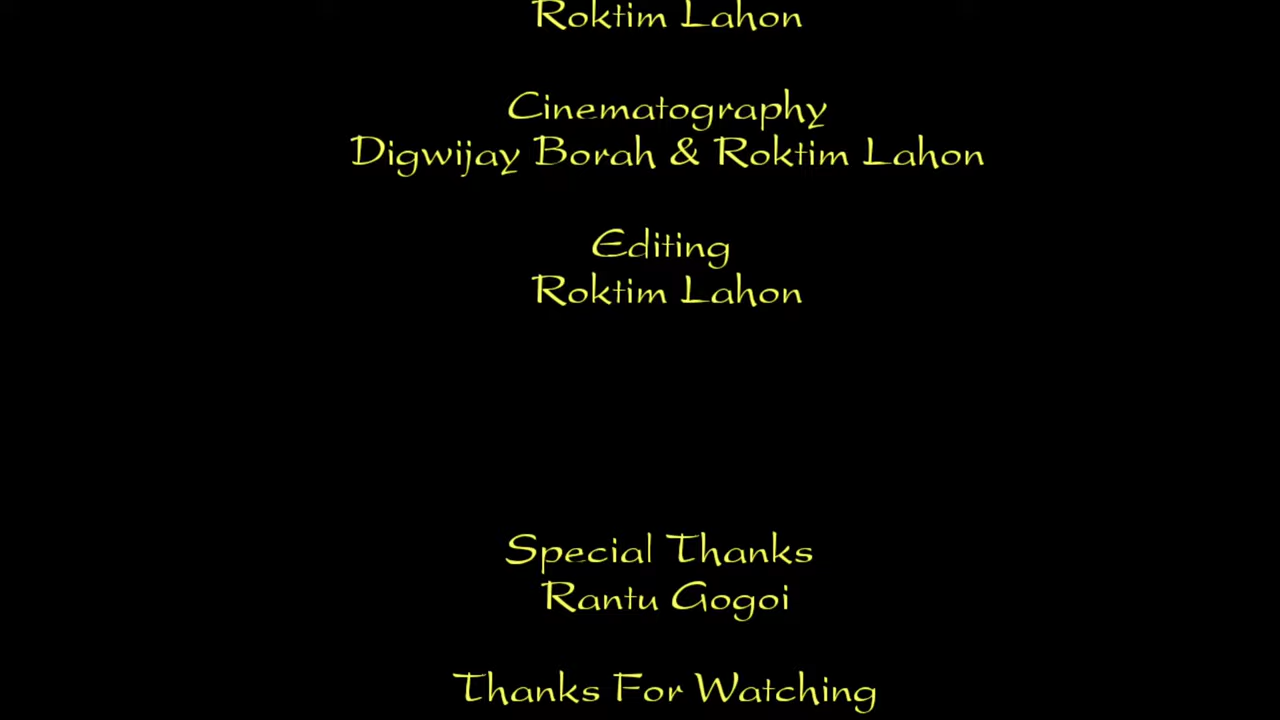 Roktim Lahon
Cinematography
Digwijay Borah & Roktim Lahon
Editing
Roktim Lahon
Special Thanks
Rantu Gogoi
Thanks For Watching